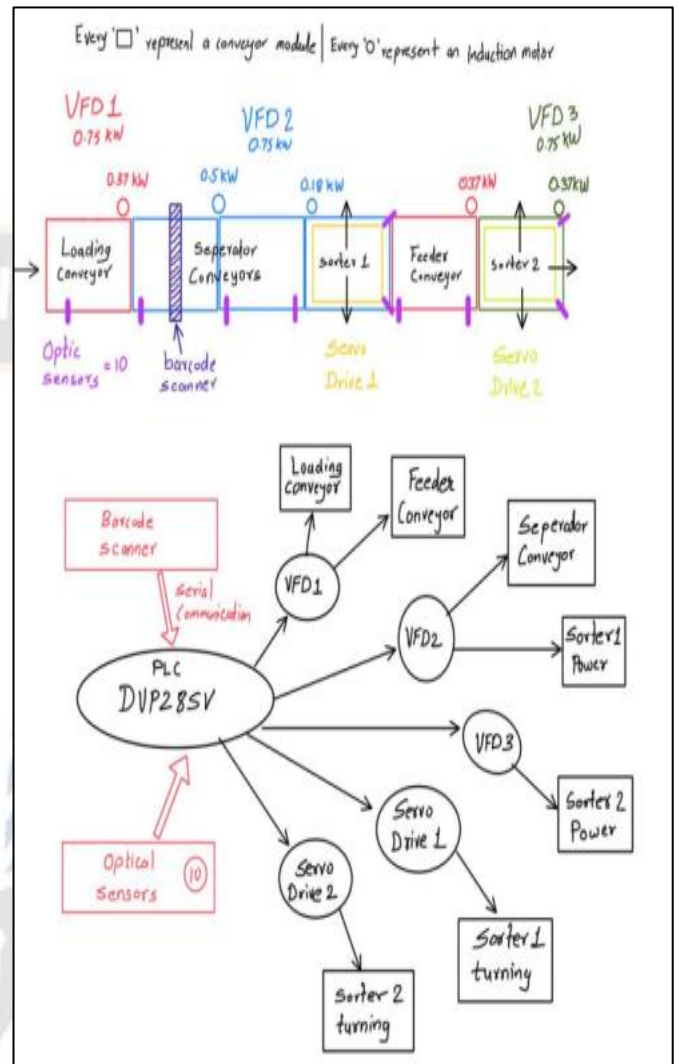 Every '□' represent a conveyor module | Every 'O' represent an induction motor
VFD 1
0.75 kW
VFD 2
0.75 kW
VFD 3
0.75 kW
0.37 kW
0.5 kW
0.18 kW
0.37 kW
0.37 kW
Loading
conveyor
Seperator
Conveyors
sorter 1
Feeder
Conveyor
sorter 2
Optic
sensors = 10
barcode
scanner
Servo
Drive 1
Servo
Drive 2
Barcode
scanner
serial
communication
Loading
conveyor
Feeder
Conveyor
Seperador
Conveyor
VFD1
VFD2
Sorter 1
Power
PLC
DVP28SV
VFD3
Sorter 2
Power
Servo
Drive 1
Optical
sensors
10
Servo
Drive 2
Sorter 1
turning
Sorter 2
turning